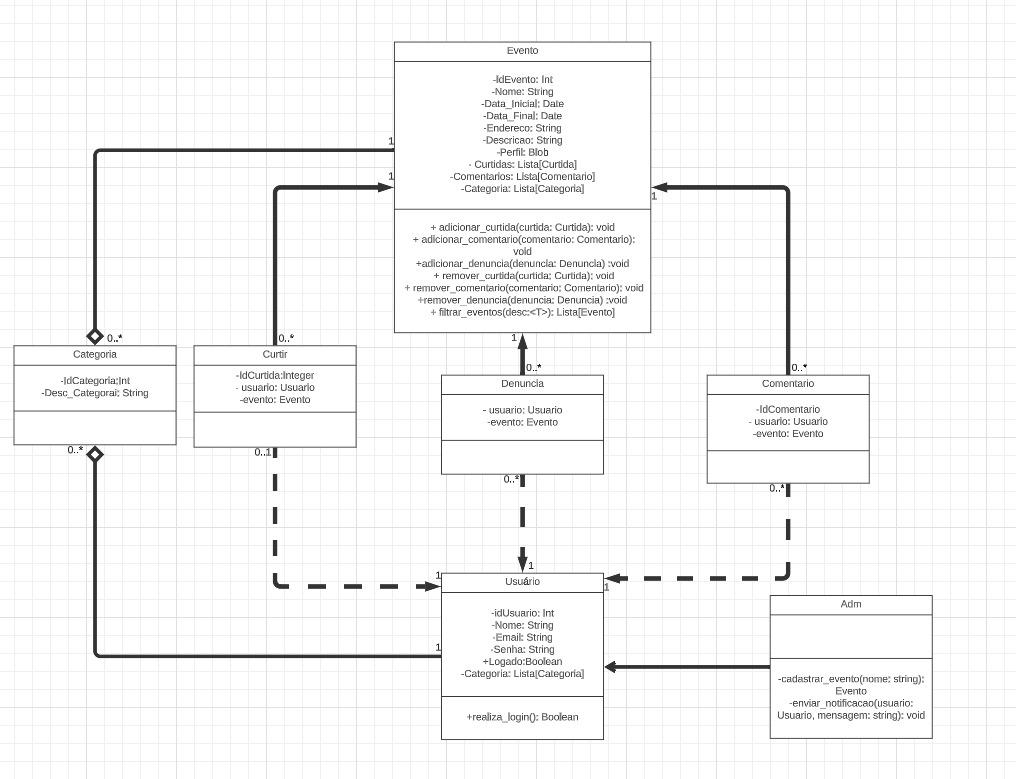 Evento
-IdEvento: Int
-Nome: String
-Data_Inicial: Date
-Data_Final: Date
-Endereco: String
-Descricao: String
-Perfil: Blob
- Curtidas: Lista[Curtida]
-Comentarios: Lista[Comentario]
-Categoria: Lista[Categoria]
+ adicionar_curtida(curtida: Curtida): void
+ adicionar_comentario(comentario: Comentario):
void
+adicionar_denuncia(denuncia: Denuncia) :void
+ remover_curtida(curtida: Curtida): void
+ remover_comentario(comentario: Comentario): void
+remover_denuncia(denuncia: Denuncia) :void
+ filtrar_eventos(desc:<T>): Lista[Evento]
1
1
1
1
0..*
0..*
0..*
0..*
Categoria
-IdCategoria:Int
-Desc_Categorai: String
Curtir
-IdCurtida:Integer
- usuario: Usuario
-evento: Evento
Denuncia
- usuario: Usuario
-evento: Evento
Comentario
-IdComentario
- usuario: Usuario
-evento: Evento
0..*
0..1
0..*
0..*
1
1
1
1
Usuário
-idUsuario: Int
-Nome: String
-Email: String
-Senha: String
+Logado:Boolean
-Categoria: Lista[Categoria]
+realiza_login(): Boolean
Adm
-cadastrar_evento(nome: string):
Evento
-enviar_notificacao(usuario:
Usuario, mensagem: string): void